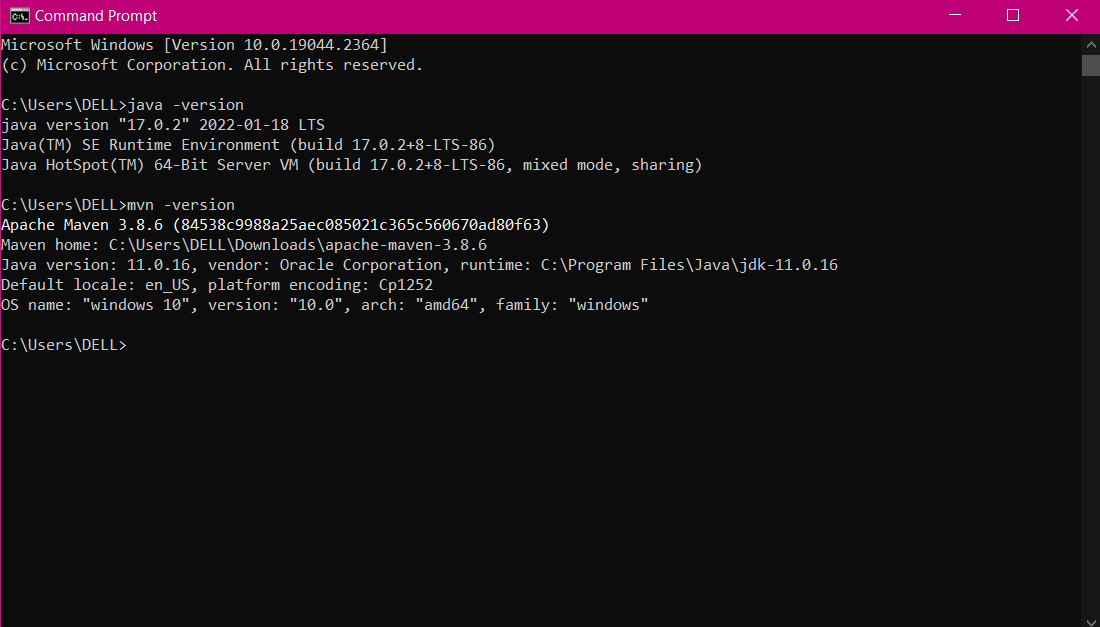 Command Prompt
Microsoft Windows [Version 10.0.19044.2364]
(c) Microsoft Corporation. All rights reserved.
C:\Users\DELL>java -version
java version "17.0.2" 2022-01-18 LTS
Java(TM) SE Runtime Environment (build 17.0.2+8-LTS-86)
Java HotSpot(TM) 64-Bit Server VM (build 17.0.2+8-LTS-86, mixed mode, sharing)
C:\Users\DELL>mvn -version
Apache Maven 3.8.6 (84538c9988a25aec085021c365c560670ad80f63)
Maven home: C:\Users\DELL\Downloads\apache-maven-3.8.6
Java version: 11.0.16, vendor: Oracle Corporation, runtime: C:\Program Files\Java\jdk-11.0.16
Default locale: en_US, platform encoding: Cp1252
OS name: "windows 10", version: "10.0", arch: "amd64", family: "windows"
C:\Users\DELL>